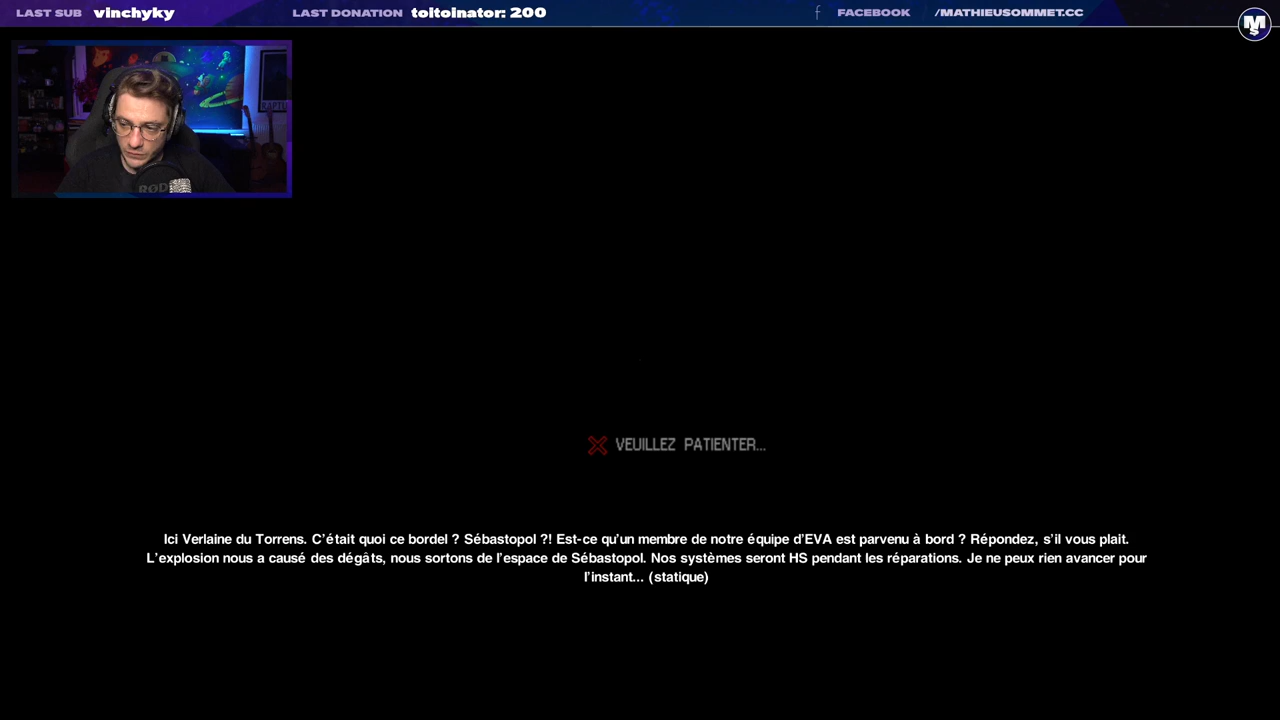 LAST SUB vinchyky LAST DONATION toitoinator: 200 f FACEBOOK /MATHIEUSOMMET.CC
MS
RØDE
VEUILLEZ PATIENTER...
Ici Verlaine du Torrens. C'était quoi ce bordel ? Sébastopol ?! Est-ce qu'un membre de notre équipe d'EVA est parvenu à bord ? Répondez, s'il vous plait.
L'explosion nous a causé des dégâts, nous sortons de l'espace de Sébastopol. Nos systèmes seront HS pendant les réparations. Je ne peux rien avancer pour
l'instant... (statique)